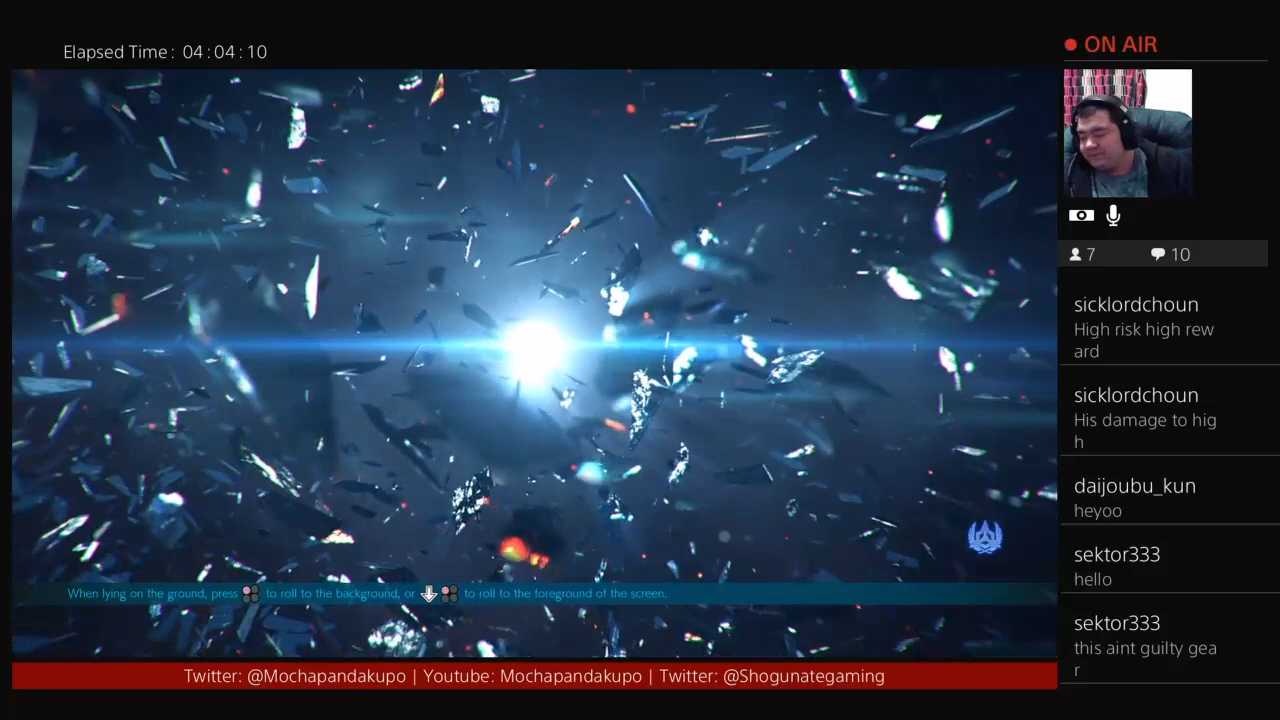 Elapsed Time: 04:04:10
ON AIR
7 10
sicklordchoun
High risk high rew
ard
sicklordchoun
His damage to hig
h
daijoubu_kun
heyoo
sektor333
hello
sektor333
this aint guilty gea
r
When lying on the ground, press to roll to the background, or to roll to the foreground of the screen.
Twitter: @Mochapandakupo | Youtube: Mochapandakupo | Twitter: @Shogunategaming